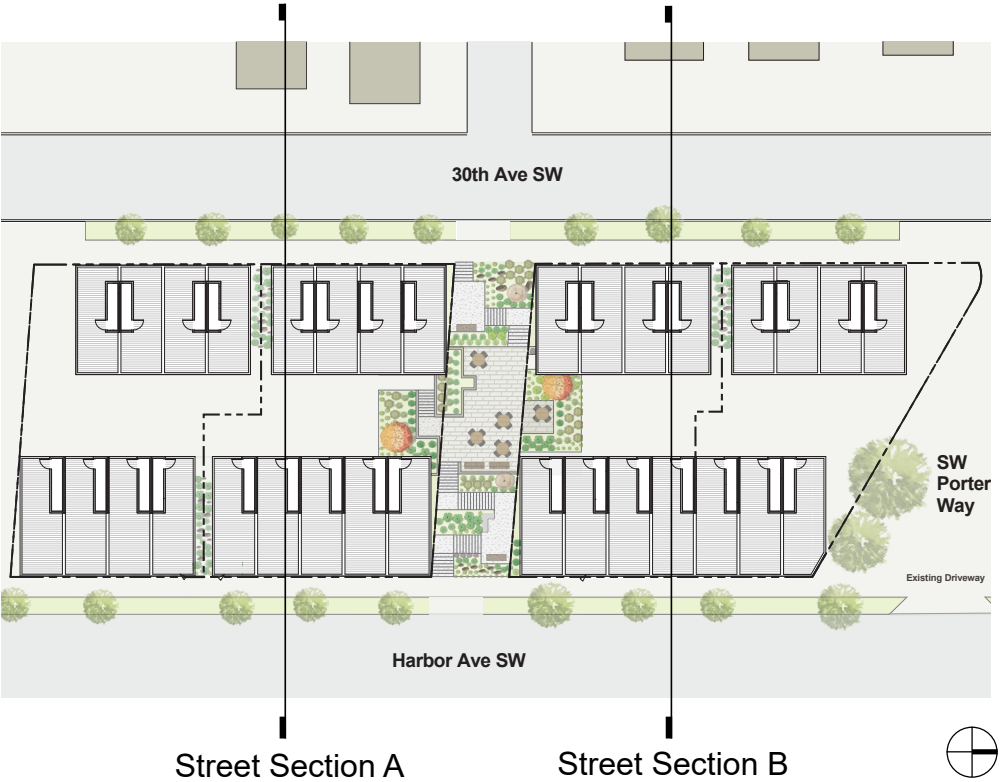 30th Ave SW
SW
Porter
Way
Existing Driveway
Harbor Ave SW
Street Section A
Street Section B